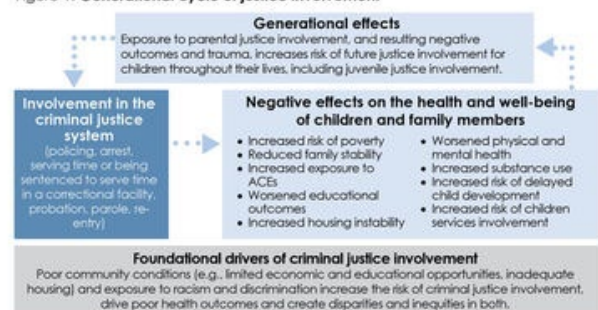 Generational effects
Exposure to parental justice involvement, and resulting negative
outcomes and trauma, increases risk of future justice involvement for
children throughout their lives, including juvenile justice involvement.
Involvement in the
criminal justice
system
(policing, arrest,
serving time or being
sentenced to serve time
in a correctional facility,
probation, parole, re-
entry)
Negative effects on the health and well-being
of children and family members
• Increased risk of poverty
• Reduced family stability
• Increased exposure to
ACEs
• Worsened educational
outcomes
• Increased housing instability
• Worsened physical and
mental health
• Increased substance use
• Increased risk of delayed
child development
• Increased risk of children
services involvement
Foundational drivers of criminal justice involvement
Poor community conditions (e.g., limited economic and educational opportunities, inadequate
housing) and exposure to racism and discrimination increase the risk of criminal justice involvement,
drive poor health outcomes and create disparities and inequities in both.